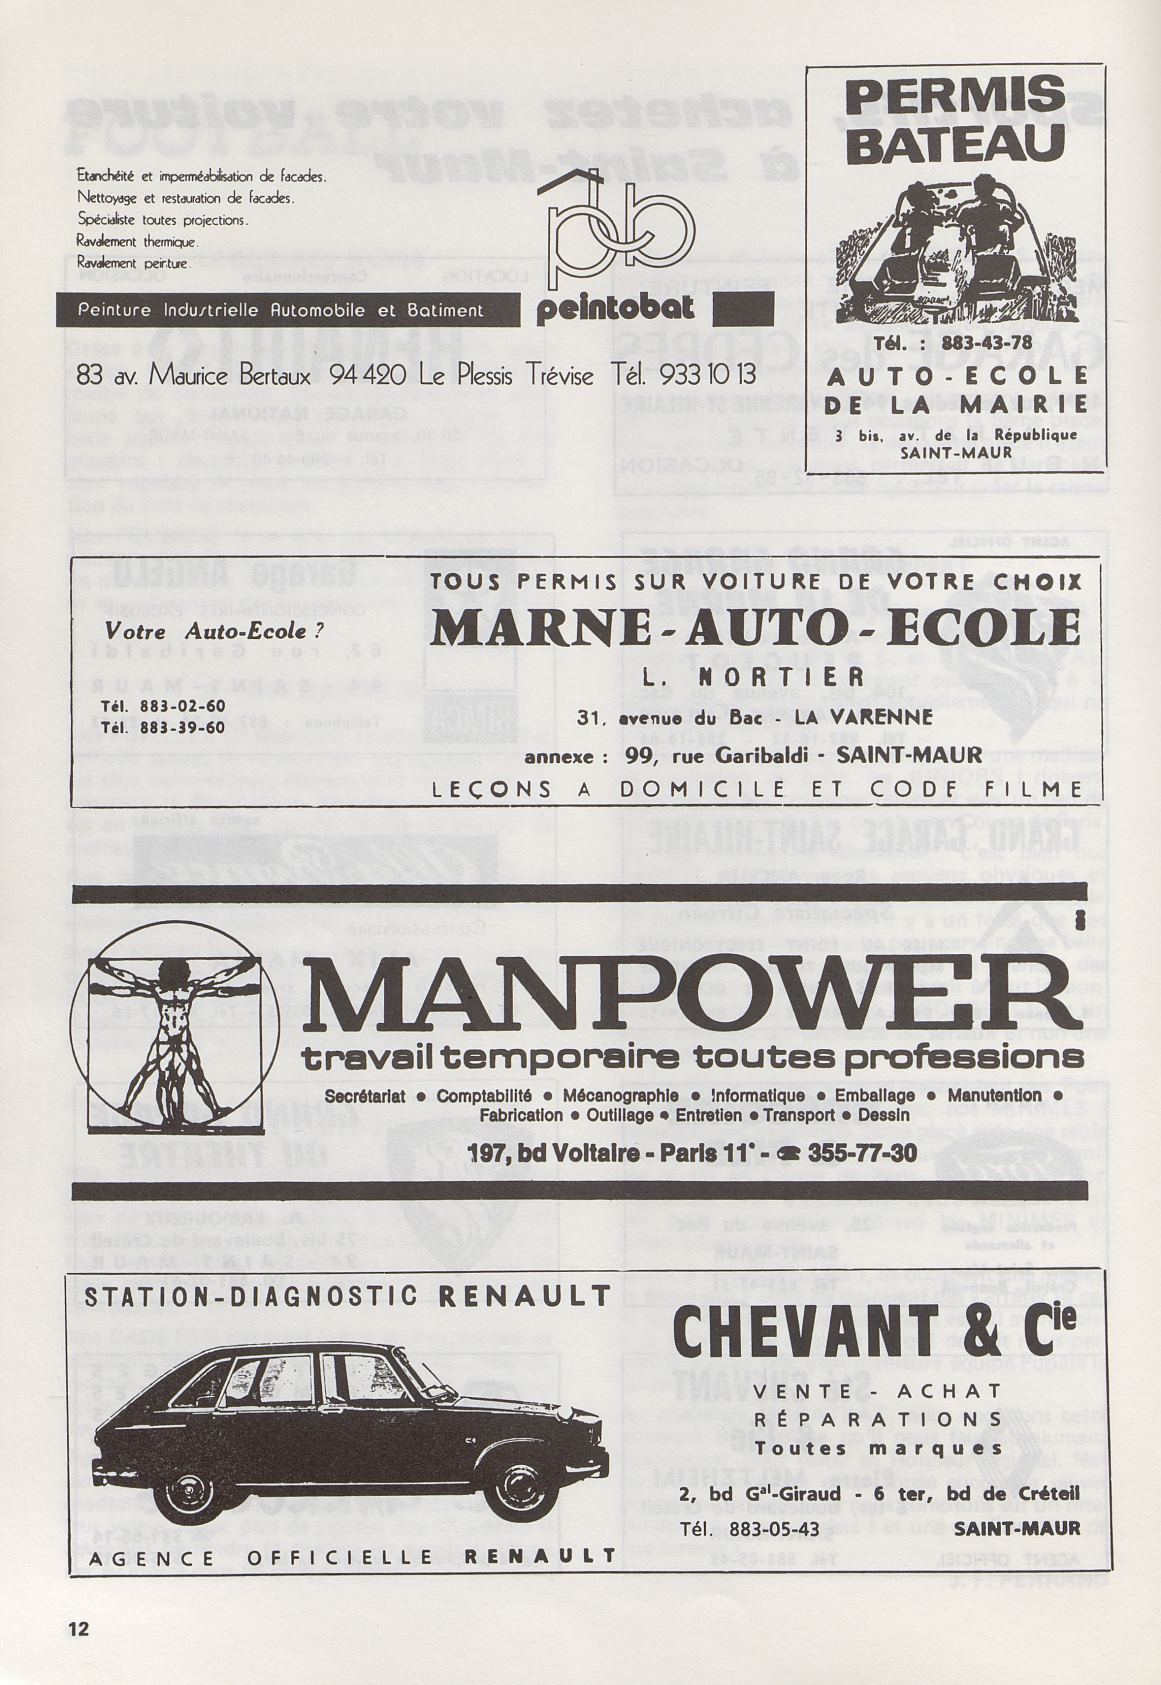 Etanchéité et imperméabilisation de facades.
Nettoyage et restauration de facades.
Spécialiste toutes projections.
Ravalement thermique.
Ravalement peinture.
pb
Peinture Industrielle Automobile et Batiment
peintobat
83 av. Maurice Bertaux 94 420 Le Plessis Trévise Tél. 933 10 13
PERMIS
BATEAU
Tél. : 883-43-78
AUTO-ECOLE
DE LA MAIRIE
3 bis, av. de la République
SAINT-MAUR
Votre Auto-Ecole ?
Tél. 883-02-60
Tél. 883-39-60
TOUS PERMIS SUR VOITURE DE VOTRE CHOIX
MARNE-AUTO-ECOLE
L. NORTIER
31, avenue du Bac - LA VARENNE
annexe : 99, rue Garibaldi - SAINT-MAUR
LEÇONS A DOMICILE ET CODE FILME
MANPOWER
travail temporaire toutes professions
Secrétariat • Comptabilité • Mécanographie • Informatique • Emballage • Manutention •
Fabrication • Outillage • Entretien • Transport • Dessin
197, bd Voltaire - Paris 11° - ☎ 355-77-30
STATION-DIAGNOSTIC RENAULT
AGENCE OFFICIELLE RENAULT
CHEVANT & Cie
VENTE - ACHAT
RÉPARATIONS
Toutes marques
2, bd Gal-Giraud - 6 ter, bd de Créteil
Tél. 883-05-43 SAINT-MAUR
12